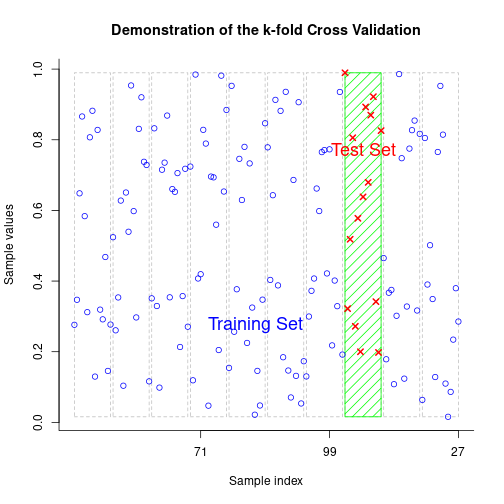 Demonstration of the k-fold Cross Validation
1.0
0.8
0.6
0.4
0.2
0.0
Sample values
Test Set
Training Set
71
99
27
Sample index